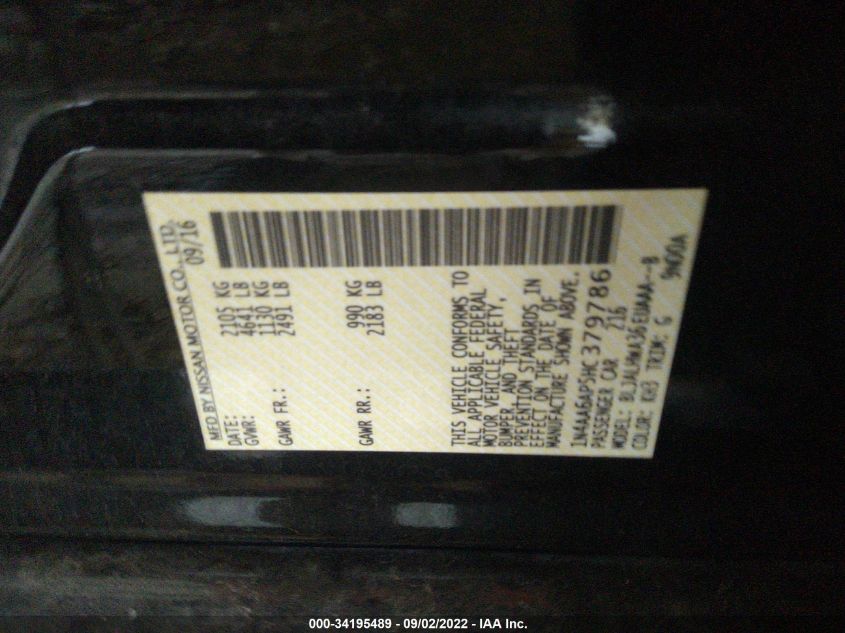 MFD BY NISSAN MOTOR CO., LTD.
DATE: 09/16
GVWR: 2105 KG
4641 LB
GAWR FR.: 1130 KG
2491 LB
GAWR RR.: 990 KG
2183 LB
THIS VEHICLE CONFORMS TO
ALL APPLICABLE FEDERAL
MOTOR VEHICLE SAFETY,
BUMPER, AND THEFT
PREVENTION STANDARDS IN
EFFECT ON THE DATE OF
MANUFACTURE SHOWN ABOVE.
1N4AA6AP5HC379786
PASSENGER CAR 216
MODEL: BLJALHWA36EUAAA--B
COLOR: KH3 TRIM: G 9N00A
000-34195489 - 09/02/2022 - IAA Inc.